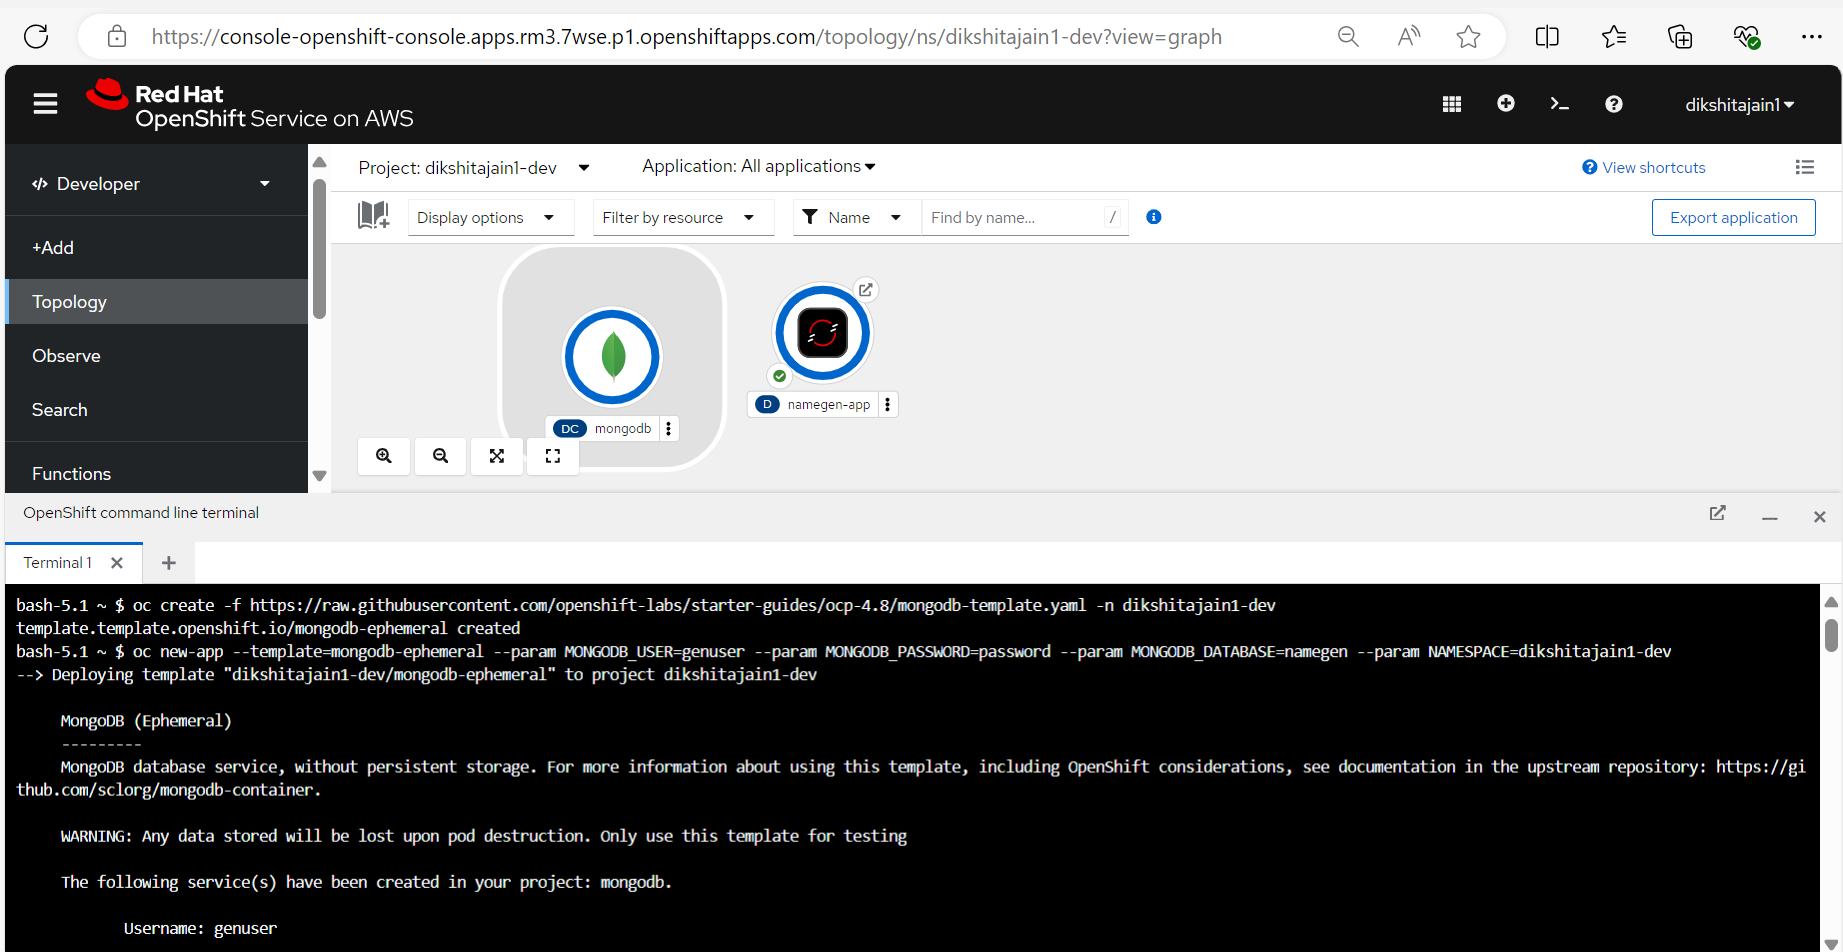 https://console-openshift-console.apps.rm3.7wse.p1.openshiftapps.com/topology/ns/dikshitajain1-dev?view=graph
Red Hat
OpenShift Service on AWS
dikshitajain1
Developer
+Add
Topology
Observe
Search
Functions
Project: dikshitajain1-dev
Application: All applications
View shortcuts
Display options
Filter by resource
Name
Find by name...
/
Export application
DC mongodb
D namegen-app
OpenShift command line terminal
Terminal 1
bash-5.1 ~ $ oc create -f https://raw.githubusercontent.com/openshift-labs/starter-guides/ocp-4.8/mongodb-template.yaml -n dikshitajain1-dev
template.template.openshift.io/mongodb-ephemeral created
bash-5.1 ~ $ oc new-app --template=mongodb-ephemeral --param MONGODB_USER=genuser --param MONGODB_PASSWORD=password --param MONGODB_DATABASE=namegen --param NAMESPACE=dikshitajain1-dev
--> Deploying template "dikshitajain1-dev/mongodb-ephemeral" to project dikshitajain1-dev
MongoDB (Ephemeral)
---------
MongoDB database service, without persistent storage. For more information about using this template, including OpenShift considerations, see documentation in the upstream repository: https://gi
thub.com/sclorg/mongodb-container.
WARNING: Any data stored will be lost upon pod destruction. Only use this template for testing
The following service(s) have been created in your project: mongodb.
Username: genuser